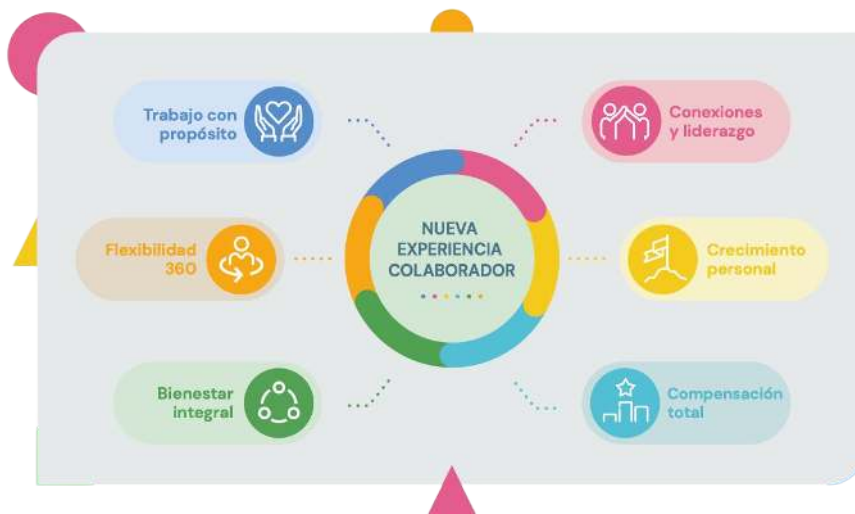 Trabajo con
propósito
Conexiones
y liderazgo
NUEVA
EXPERIENCIA
COLABORADOR
Flexibilidad
360
Crecimiento
personal
Bienestar
integral
Compensación
total